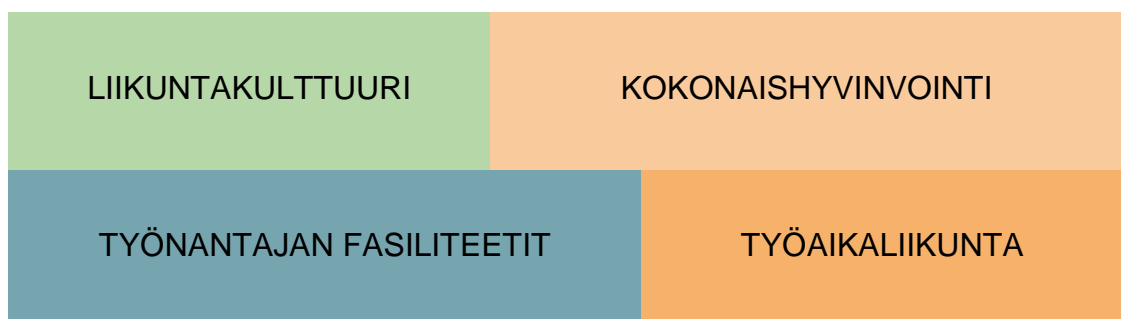 LIIKUNTAKULTTUURI
KOKONAISHYVINVOINTI
TYÖNANTAJAN FASILITEETIT
TYÖAIKALIIKUNTA